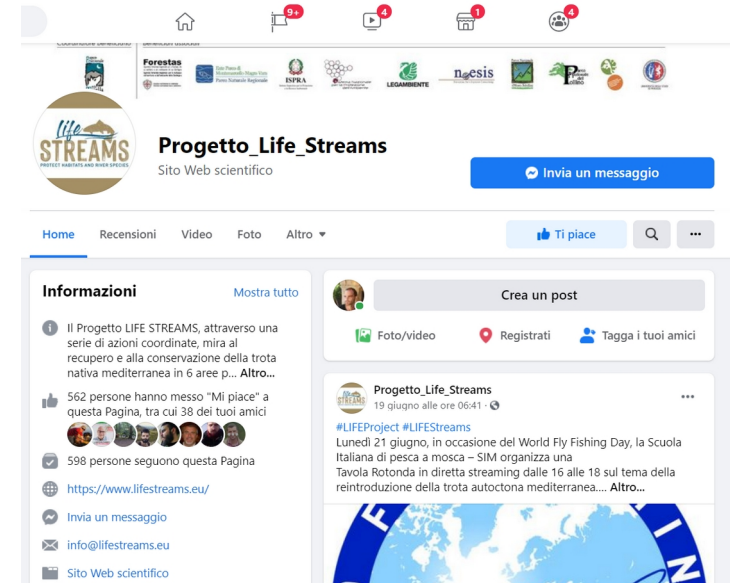 9+
4
1
4
Coordinatore Beneficiario
Beneficiari associati
Forestas
ISPRA
LEGAMBIENTE
noesis
life
STREAMS
PROTECT HABITATS AND RIVER SPECIES
Progetto_Life_Streams
Sito Web scientifico
Invia un messaggio
Home
Recensioni
Video
Foto
Altro
Ti piace
Informazioni
Mostra tutto
Il Progetto LIFE STREAMS, attraverso una
serie di azioni coordinate, mira al
recupero e alla conservazione della trota
nativa mediterranea in 6 aree p... Altro...
562 persone hanno messo "Mi piace" a
questa Pagina, tra cui 38 dei tuoi amici
598 persone seguono questa Pagina
https://www.lifestreams.eu/
Invia un messaggio
info@lifestreams.eu
Sito Web scientifico
Crea un post
Foto/video
Registrati
Tagga i tuoi amici
STREAMS
Progetto_Life_Streams
19 giugno alle ore 06:41 ·
#LIFEProject #LIFEStreams
Lunedì 21 giugno, in occasione del World Fly Fishing Day, la Scuola
Italiana di pesca a mosca – SIM organizza una
Tavola Rotonda in diretta streaming dalle 16 alle 18 sul tema della
reintroduzione della trota autoctona mediterranea.... Altro...